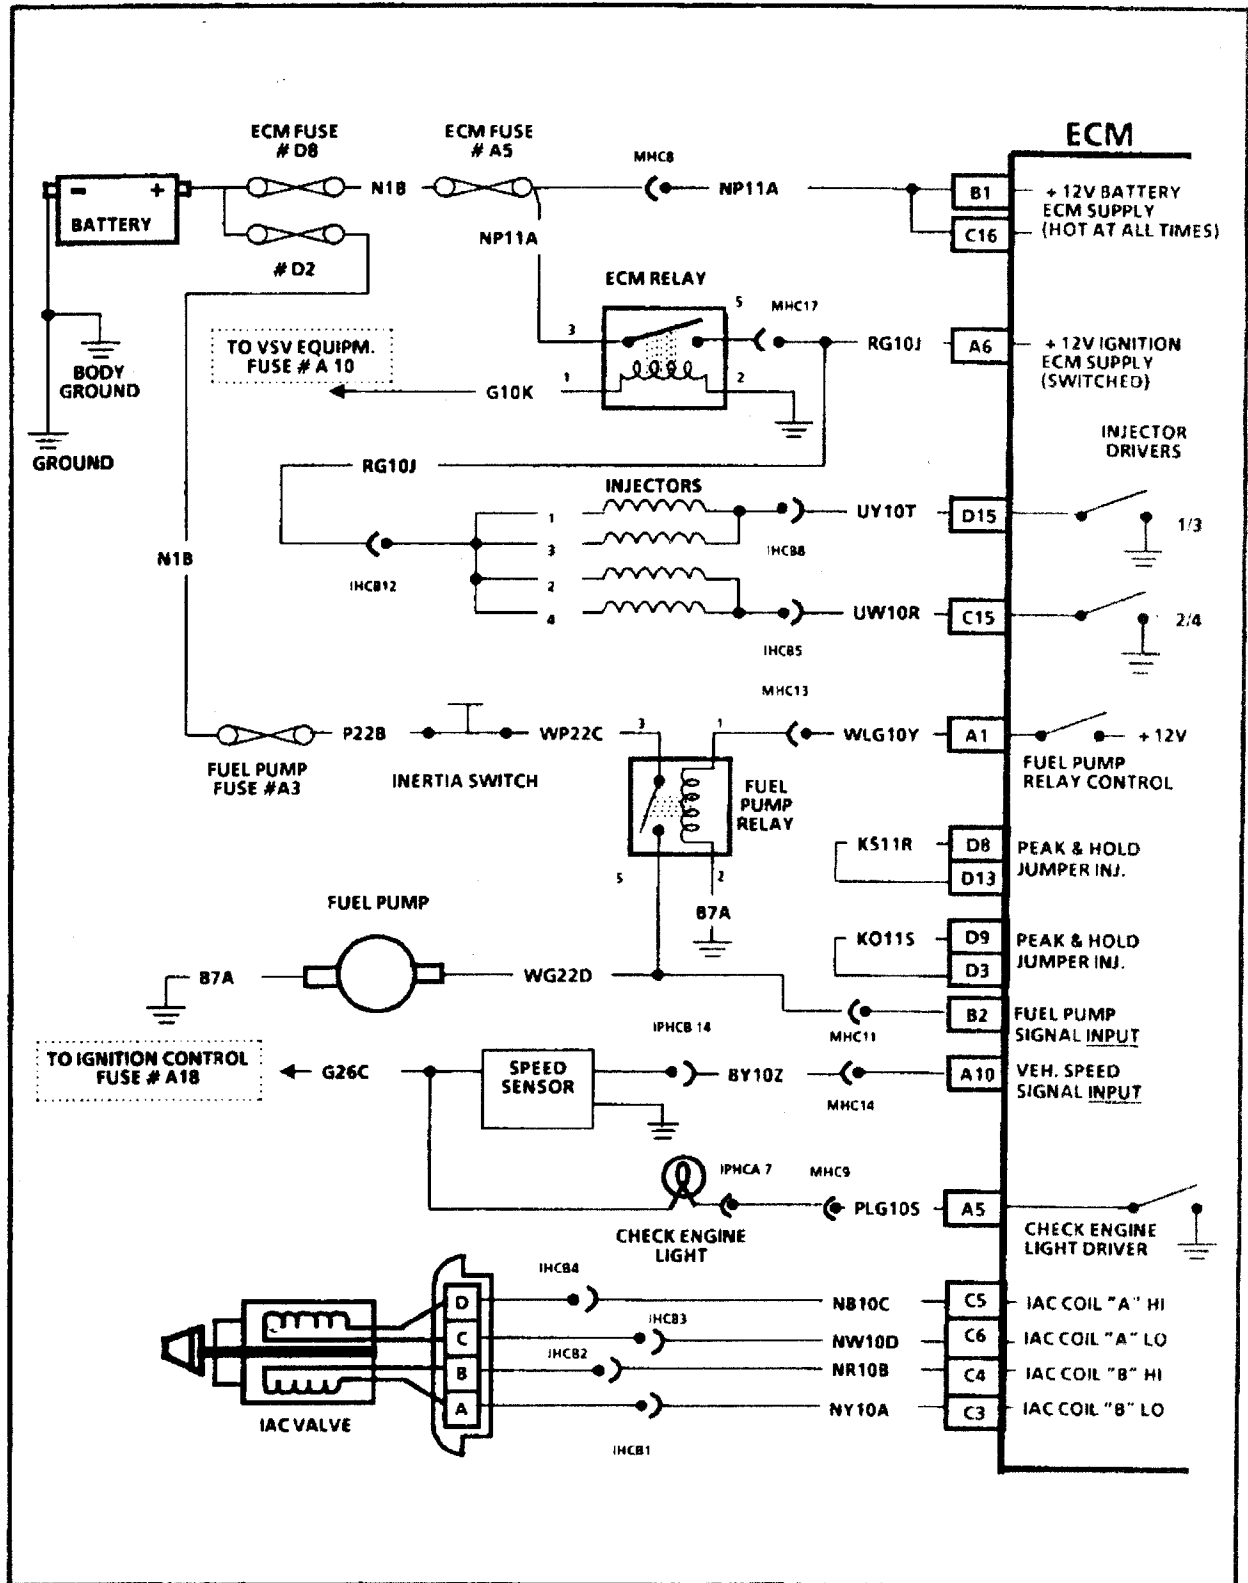 ECM
ECM FUSE
# D8
ECM FUSE
# A5
MHC8
- +
BATTERY
N1B
NP11A
B1
+ 12V BATTERY
ECM SUPPLY
(HOT AT ALL TIMES)
C16
NP11A
# D2
ECM RELAY
5
MHC17
3
TO VSV EQUIPM.
FUSE # A 10
RG10J
A6
+ 12V IGNITION
ECM SUPPLY
(SWITCHED)
BODY
GROUND
1
2
G10K
GROUND
RG10J
INJECTOR
DRIVERS
INJECTORS
1
UY10T
D15
1/3
3
IHCB8
N1B
IHCB12
2
4
UW10R
C15
2/4
IHCB5
MHC13
3
1
P22B
WP22C
WLG10Y
A1
+ 12V
FUEL PUMP
FUSE #A3
INERTIA SWITCH
FUEL
PUMP
RELAY
FUEL PUMP
RELAY CONTROL
KS11R
D8
D13
PEAK & HOLD
JUMPER INJ.
5
2
FUEL PUMP
B7A
KO11S
D9
D3
PEAK & HOLD
JUMPER INJ.
B7A
WG22D
B2
FUEL PUMP
SIGNAL INPUT
IPHCB 14
MHC11
TO IGNITION CONTROL
FUSE # A18
G26C
SPEED
SENSOR
BY10Z
A10
VEH. SPEED
SIGNAL INPUT
MHC14
IPHCA 7
MHC9
PLG10S
A5
CHECK ENGINE
LIGHT
CHECK ENGINE
LIGHT DRIVER
IHCB4
D
NB10C
C5
IAC COIL "A" HI
IHCB3
C
NW10D
C6
IAC COIL "A" LO
IHCB2
B
NR10B
C4
IAC COIL "B" HI
A
NY10A
C3
IAC COIL "B" LO
IAC VALVE
IHCB1